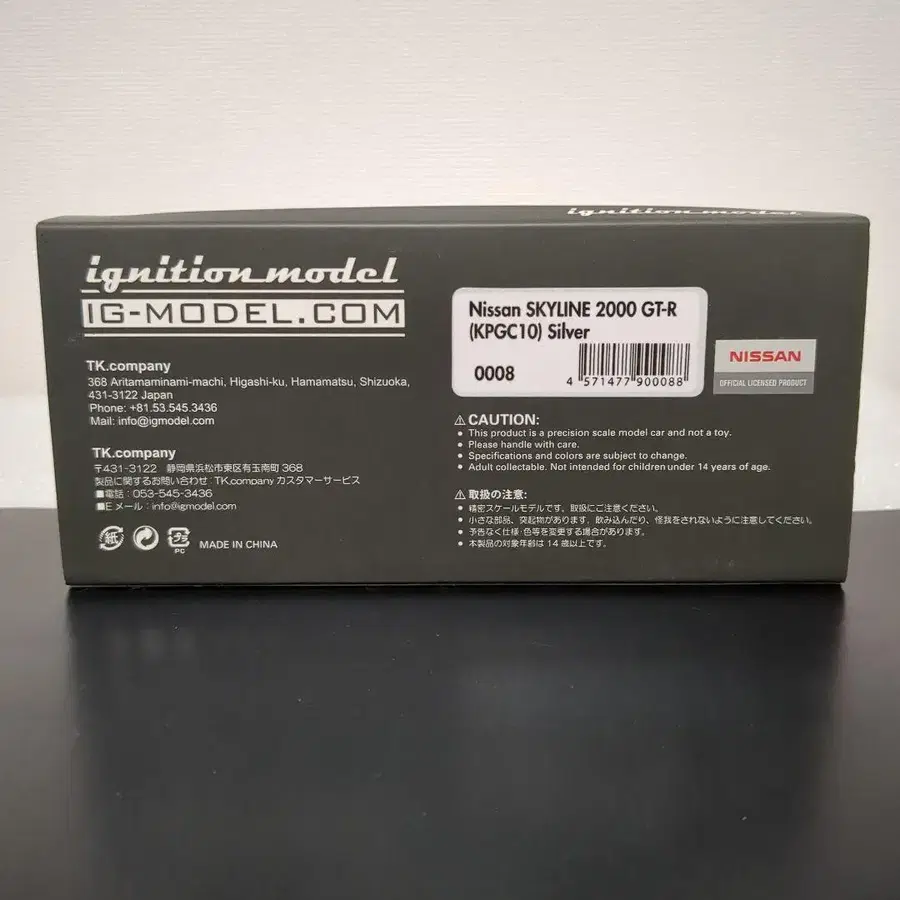 ignition model
ignition model
IG-MODEL.COM
TK.company
368 Aritamaminami-machi, Higashi-ku, Hamamatsu, Shizuoka,
431-3122 Japan
Phone: +81.53.545.3436
Mail: info@igmodel.com
TK.company
〒431-3122 静岡県浜松市東区有玉南町 368
製品に関するお問い合わせ:TK.company カスタマーサービス
■電話:053-545-3436
■E メール:info@igmodel.com
紙
プラ
PC
MADE IN CHINA
Nissan SKYLINE 2000 GT-R
(KPGC10) Silver
0008
4 571477 900088
NISSAN
OFFICIAL LICENSED PRODUCT
⚠ CAUTION:
• This product is a precision scale model car and not a toy.
• Please handle with care.
• Specifications and colors are subject to change.
• Adult collectable. Not intended for children under 14 years of age.
⚠ 取扱の注意:
• 精密スケールモデルです。取扱にご注意ください。
• 小さな部品、突起物があります。飲み込んだり、怪我をされないように注意してください。
• 予告なく仕様・色等を変更する場合があります。
• 本製品の対象年齢は 14 歳以上です。